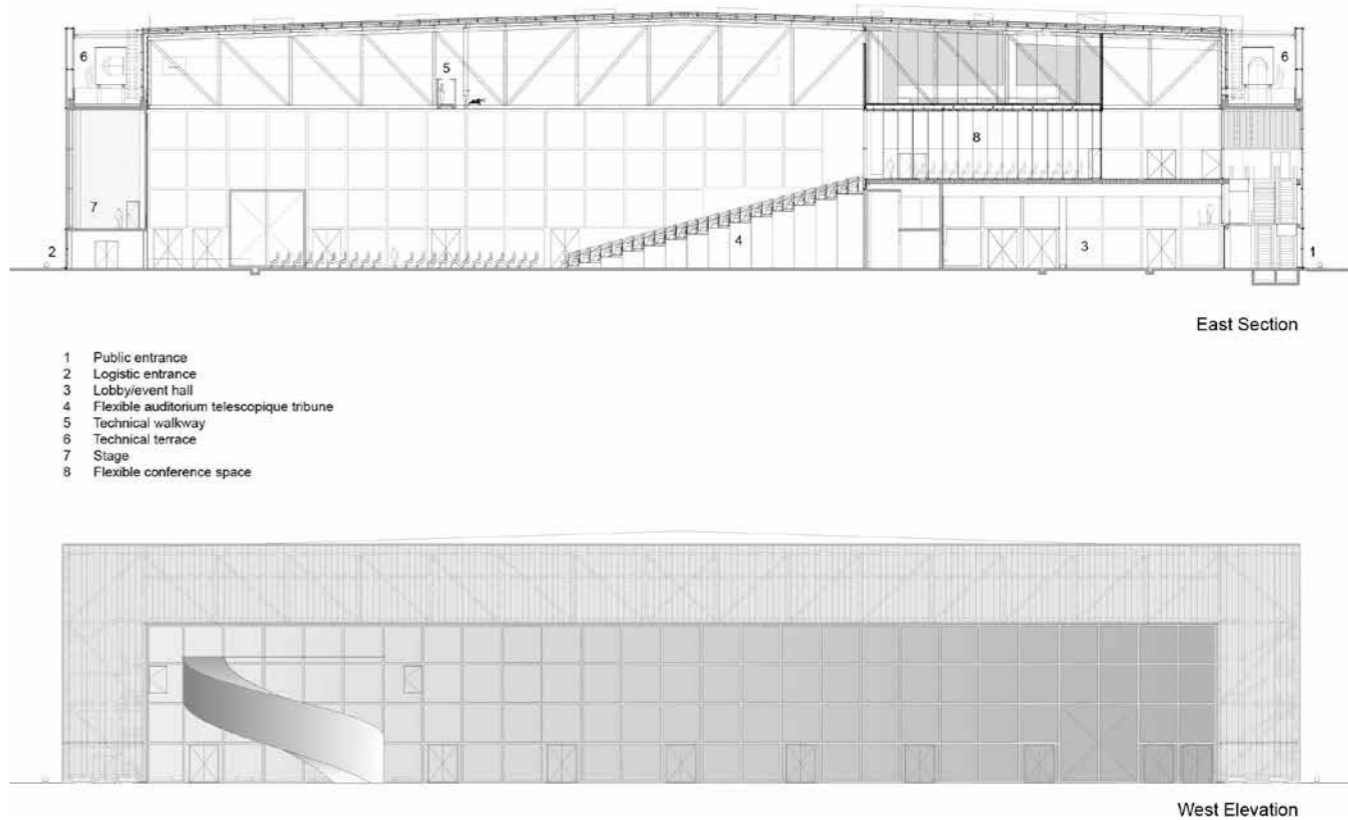 6
5
6
8
7
4
3
2
1
East Section
1 Public entrance
2 Logistic entrance
3 Lobby/event hall
4 Flexible auditorium telescopique tribune
5 Technical walkway
6 Technical terrace
7 Stage
8 Flexible conference space
West Elevation